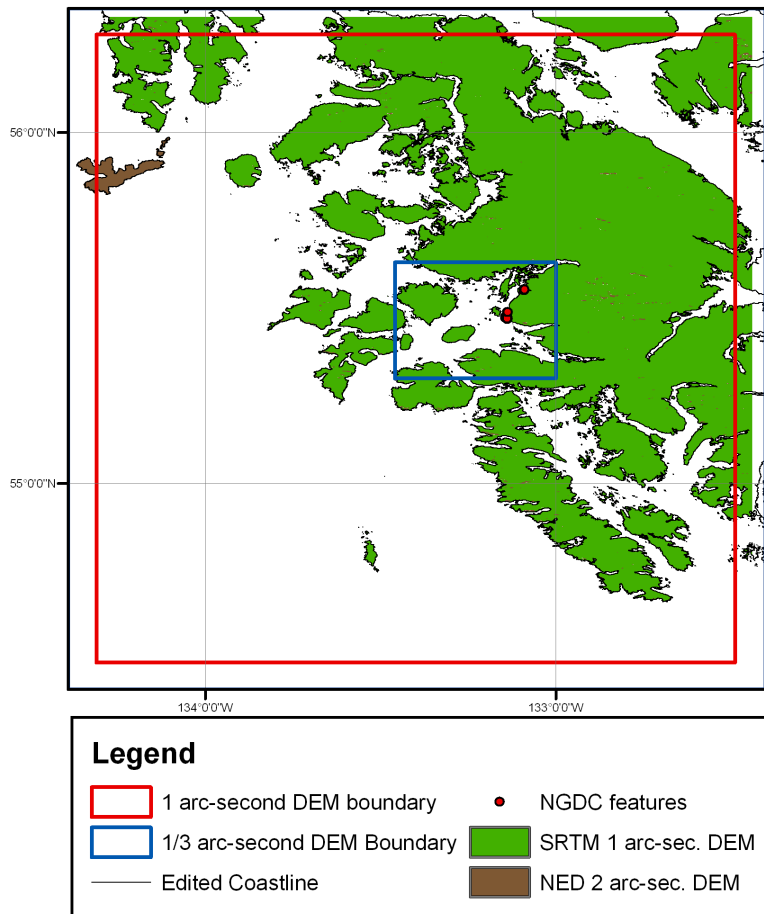 56°0'0"N
55°0'0"N
134°0'0"W
133°0'0"W
Legend
1 arc-second DEM boundary
NGDC features
1/3 arc-second DEM Boundary
SRTM 1 arc-sec. DEM
Edited Coastline
NED 2 arc-sec. DEM